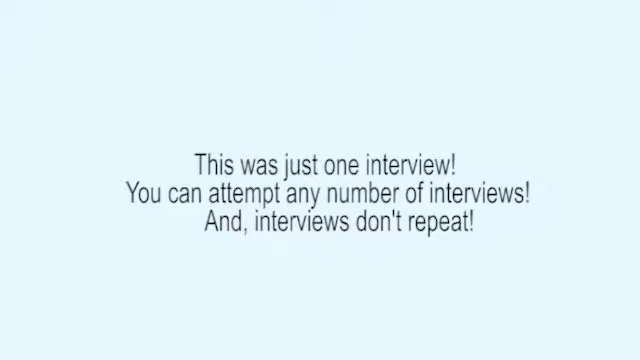 This was just one interview!
You can attempt any number of interviews!
And, interviews don't repeat!